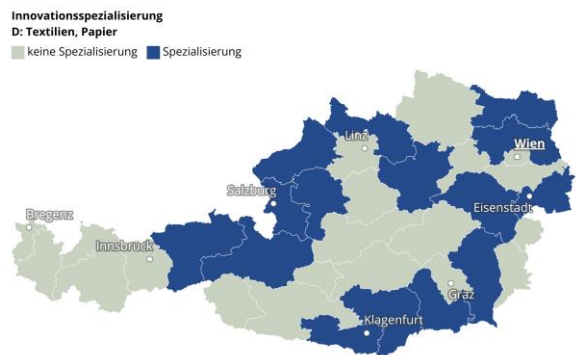 Innovationsspezialisierung
D: Textilien, Papier
keine Spezialisierung Spezialisierung
Linz
Wien
Salzburg
Eisenstadt
Bregenz
Innsbruck
Graz
Klagenfurt